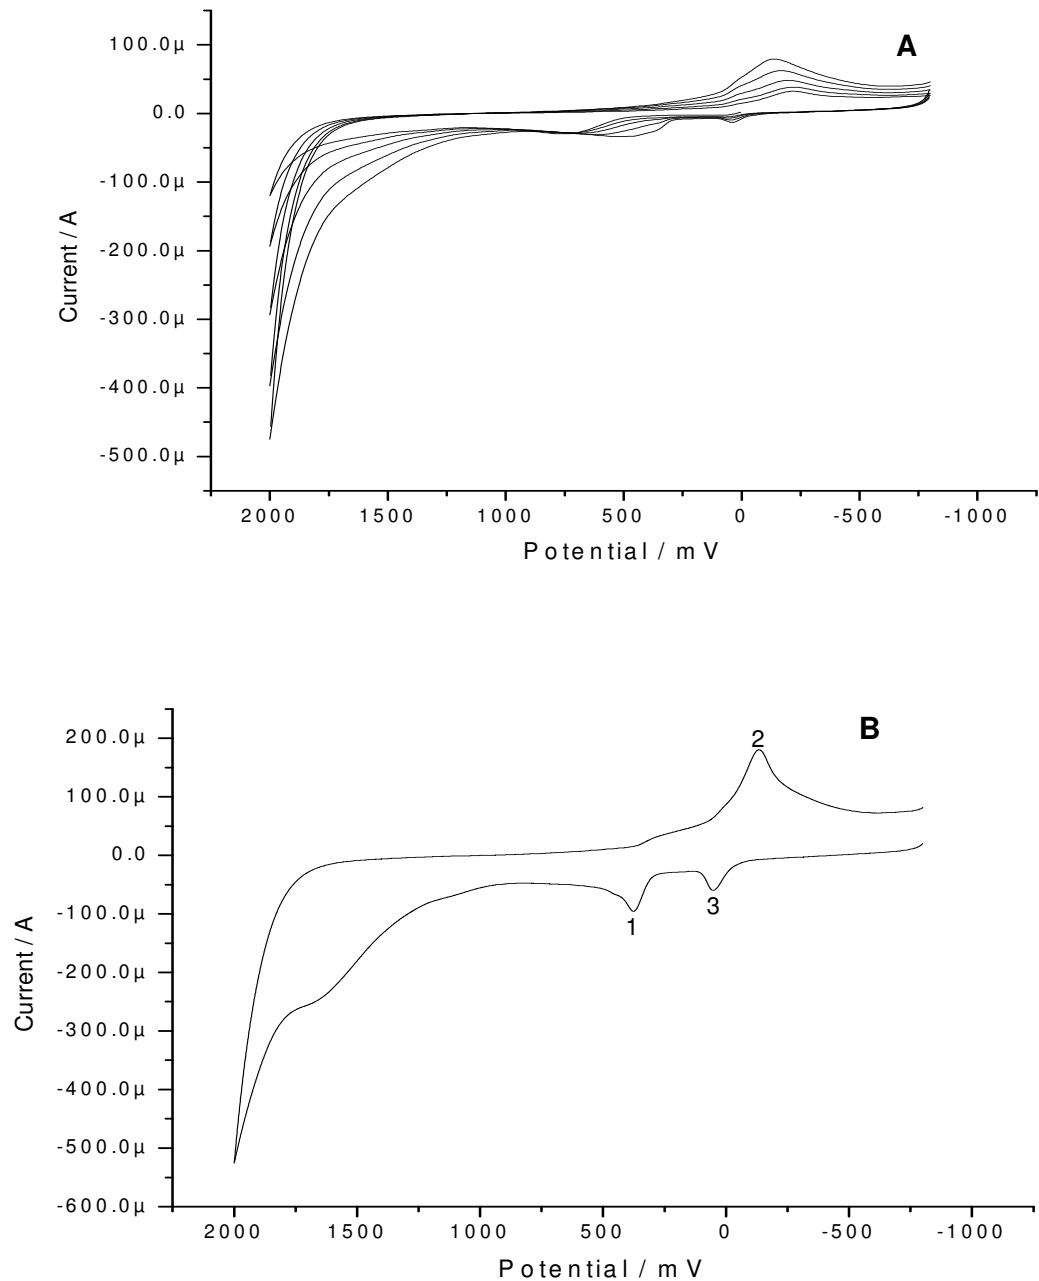 A
100.0µ
0.0
-100.0µ
-200.0µ
-300.0µ
-400.0µ
-500.0µ
Current / A
2000 1500 1000 500 0 -500 -1000
Potential / mV
B
200.0µ
100.0µ
0.0
-100.0µ
-200.0µ
-300.0µ
-400.0µ
-500.0µ
-600.0µ
Current / A
2
1
3
2000 1500 1000 500 0 -500 -1000
Potential / mV